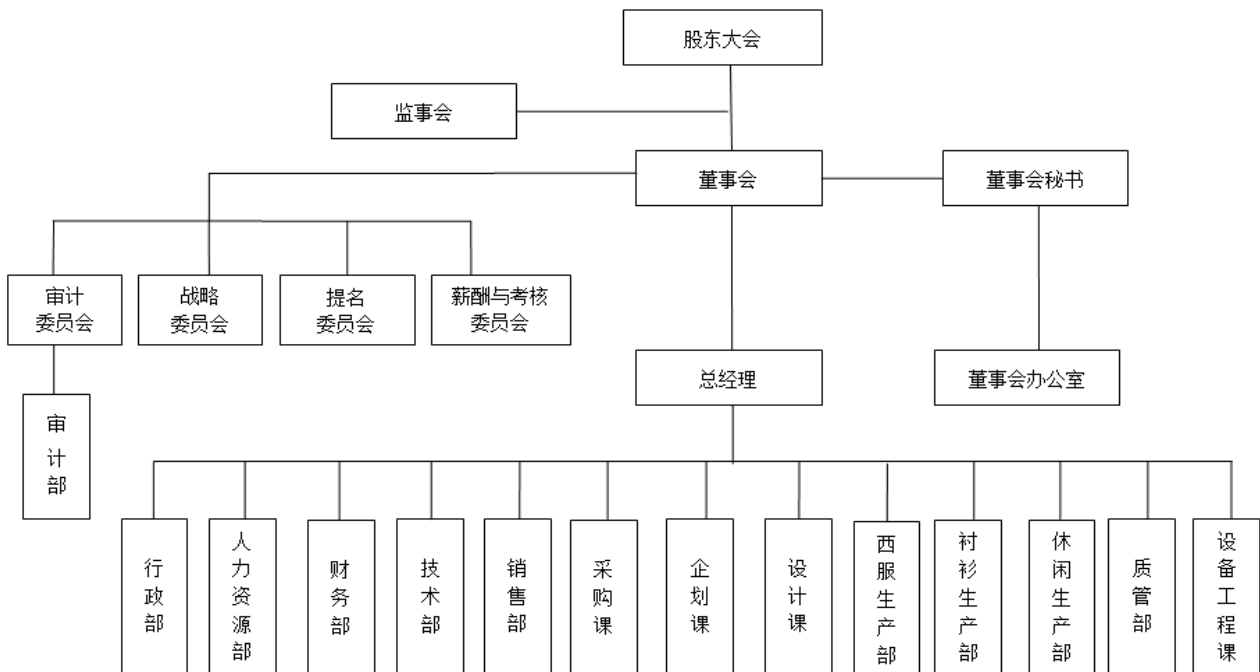 股东大会
监事会
董事会
董事会秘书
审计
委员会
战略
委员会
提名
委员会
薪酬与考核
委员会
总经理
董事会办公室
审计部
行政部
人力资源部
财务部
技术部
销售部
采购课
企划课
设计课
西服生产部
衬衫生产部
休闲生产部
质管部
设备工程课